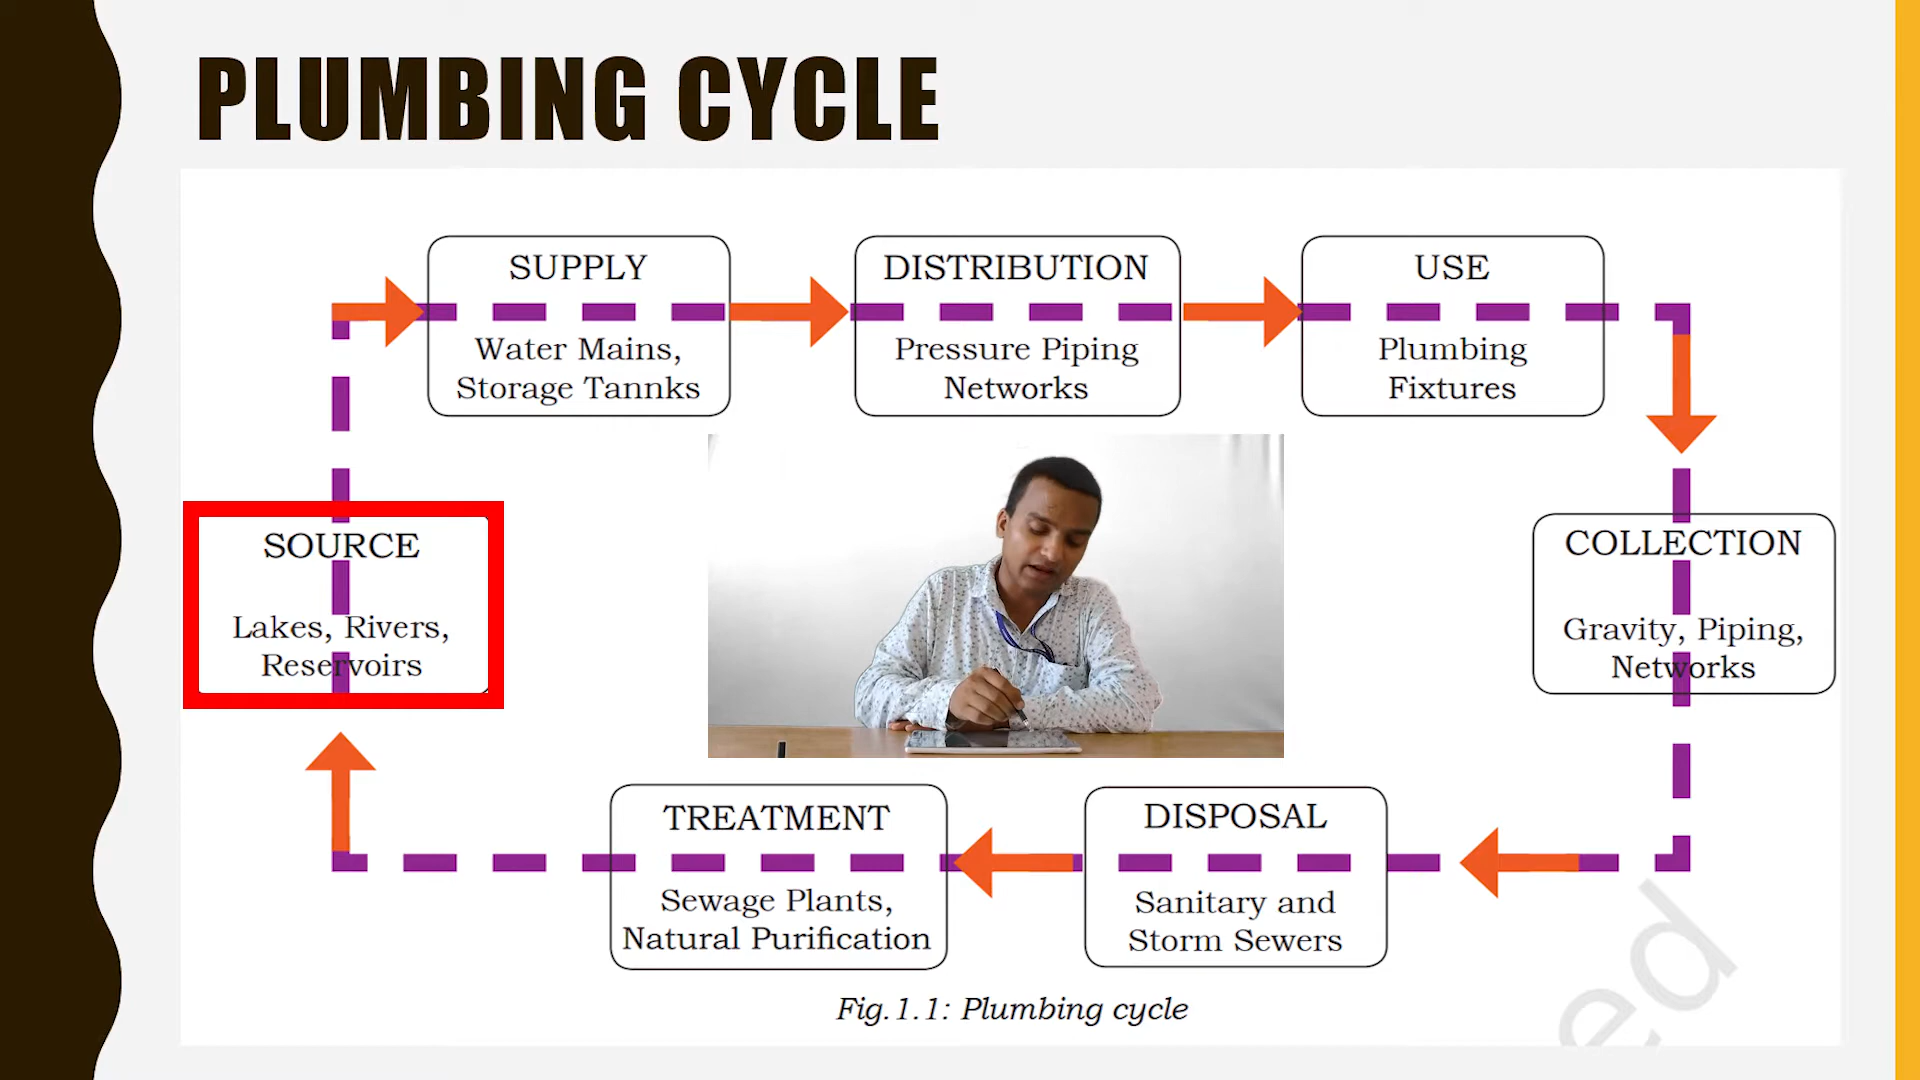 PLUMBING CYCLE
SUPPLY
Water Mains,
Storage Tannks
DISTRIBUTION
Pressure Piping
Networks
USE
Plumbing
Fixtures
SOURCE
Lakes, Rivers,
Reservoirs
COLLECTION
Gravity, Piping,
Networks
TREATMENT
Sewage Plants,
Natural Purification
DISPOSAL
Sanitary and
Storm Sewers
Fig.1.1: Plumbing cycle
ed